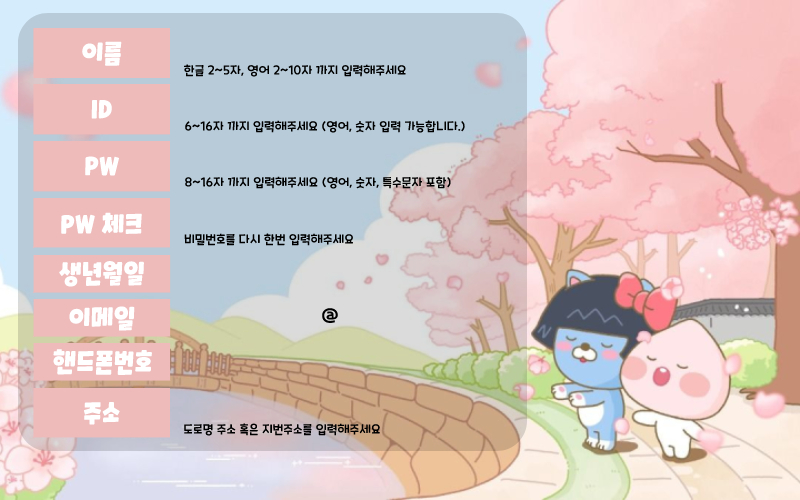 이름
한글 2~5자, 영어 2~10자 까지 입력해주세요
ID
6~16자 까지 입력해주세요 (영어, 숫자 입력 가능합니다.)
PW
8~16자 까지 입력해주세요 (영어, 숫자, 특수문자 포함)
PW 체크
비밀번호를 다시 한번 입력해주세요
생년월일
이메일 @
핸드폰번호
주소
도로명 주소 혹은 지번주소를 입력해주세요